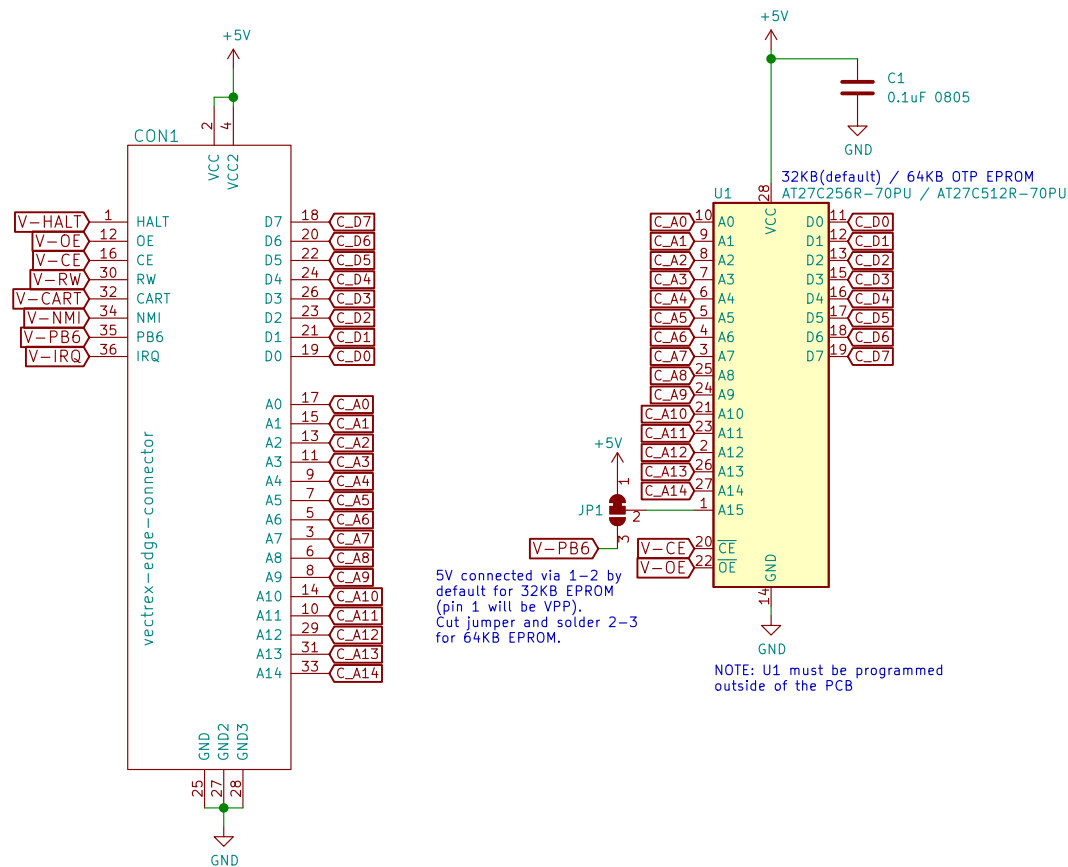 +5V
2
4
CON1
VCC
VCC2
V-HALT 1 HALT D7 18 C_D7
V-OE 12 OE D6 20 C_D6
V-CE 16 CE D5 22 C_D5
V-RW 30 RW D4 24 C_D4
V-CART 32 CART D3 26 C_D3
V-NMI 34 NMI D2 23 C_D2
V-PB6 35 PB6 D1 21 C_D1
V-IRQ 36 IRQ D0 19 C_D0
A0 17 C_A0
A1 15 C_A1
A2 13 C_A2
A3 11 C_A3
A4 9 C_A4
A5 7 C_A5
A6 5 C_A6
A7 3 C_A7
A8 6 C_A8
A9 8 C_A9
A10 14 C_A10
A11 10 C_A11
A12 29 C_A12
A13 31 C_A13
A14 33 C_A14
vectrex-edge-connector
GND
GND2
GND3
25
27
28
GND
+5V
C1
0.1uF 0805
GND
32KB(default) / 64KB OTP EPROM
U1
AT27C256R-70PU / AT27C512R-70PU
28
VCC
C_A0 10 A0 D0 11 C_D0
C_A1 9 A1 D1 12 C_D1
C_A2 8 A2 D2 13 C_D2
C_A3 7 A3 D3 15 C_D3
C_A4 6 A4 D4 16 C_D4
C_A5 5 A5 D5 17 C_D5
C_A6 4 A6 D6 18 C_D6
C_A7 3 A7 D7 19 C_D7
C_A8 25 A8
C_A9 24 A9
C_A10 21 A10
C_A11 23 A11
C_A12 2 A12
C_A13 26 A13
C_A14 27 A14
1 A15
+5V
1
JP1
2
3
V-PB6
V-CE 20 CE
V-OE 22 OE
GND
14
GND
5V connected via 1-2 by
default for 32KB EPROM
(pin 1 will be VPP).
Cut jumper and solder 2-3
for 64KB EPROM.
NOTE: U1 must be programmed
outside of the PCB